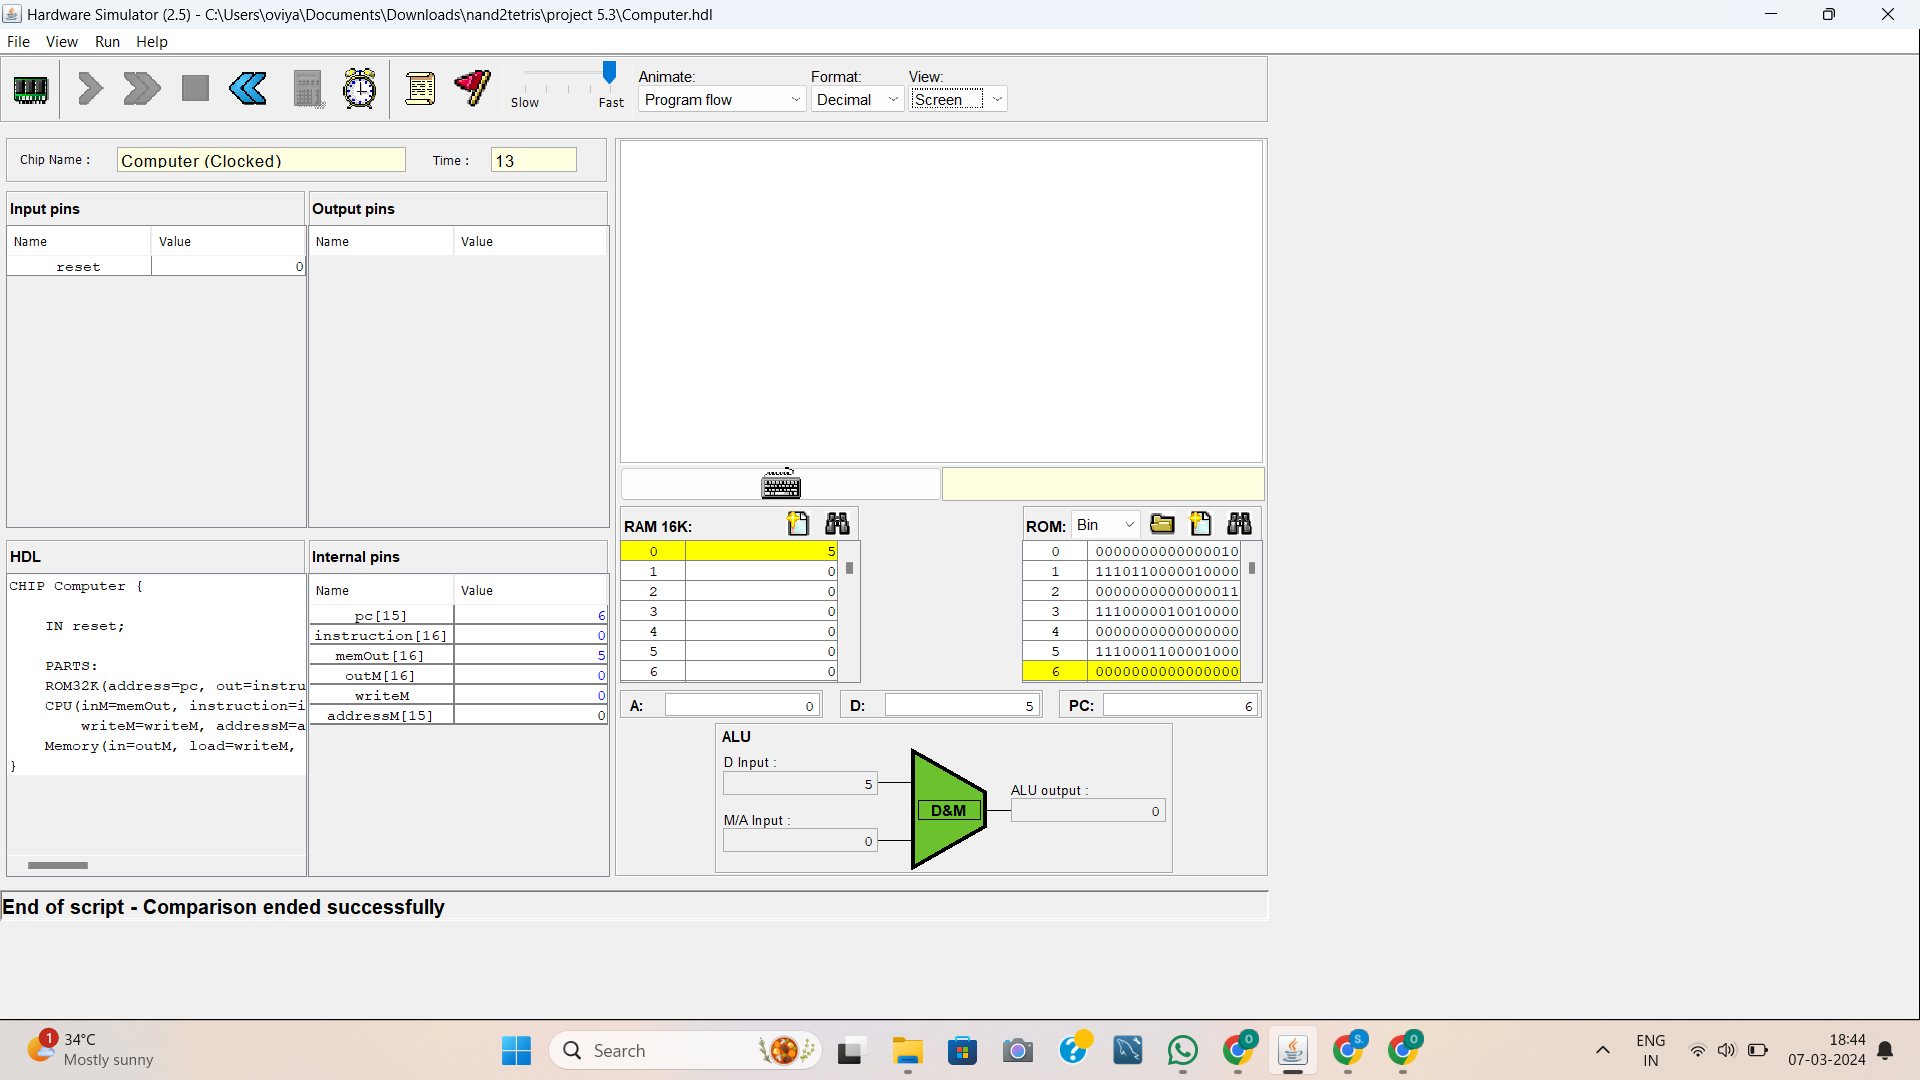 Hardware Simulator (2.5) - C:\Users\oviya\Documents\Downloads\nand2tetris\project 5.3\Computer.hdl
File View Run Help
Slow Fast
Animate: Format: View:
Program flow Decimal Screen
Chip Name : Computer (Clocked) Time : 13
Input pins
Name Value
reset 0
Output pins
Name Value
HDL
CHIP Computer {
IN reset;
PARTS:
ROM32K(address=pc, out=instru
CPU(inM=memOut, instruction=i
writeM=writeM, addressM=a
Memory(in=outM, load=writeM,
}
Internal pins
Name Value
pc[15] 6
instruction[16] 0
memOut[16] 5
outM[16] 0
writeM 0
addressM[15] 0
RAM 16K:
0 5
1 0
2 0
3 0
4 0
5 0
6 0
ROM: Bin
0 0000000000000010
1 1110110000010000
2 0000000000000011
3 1110000010010000
4 0000000000000000
5 1110001100001000
6 0000000000000000
A: 0 D: 5 PC: 6
ALU
D Input :
5
M/A Input :
0
D&M
ALU output :
0
End of script - Comparison ended successfully
1
34°C
Mostly sunny
Search
ENG
IN
18:44
07-03-2024